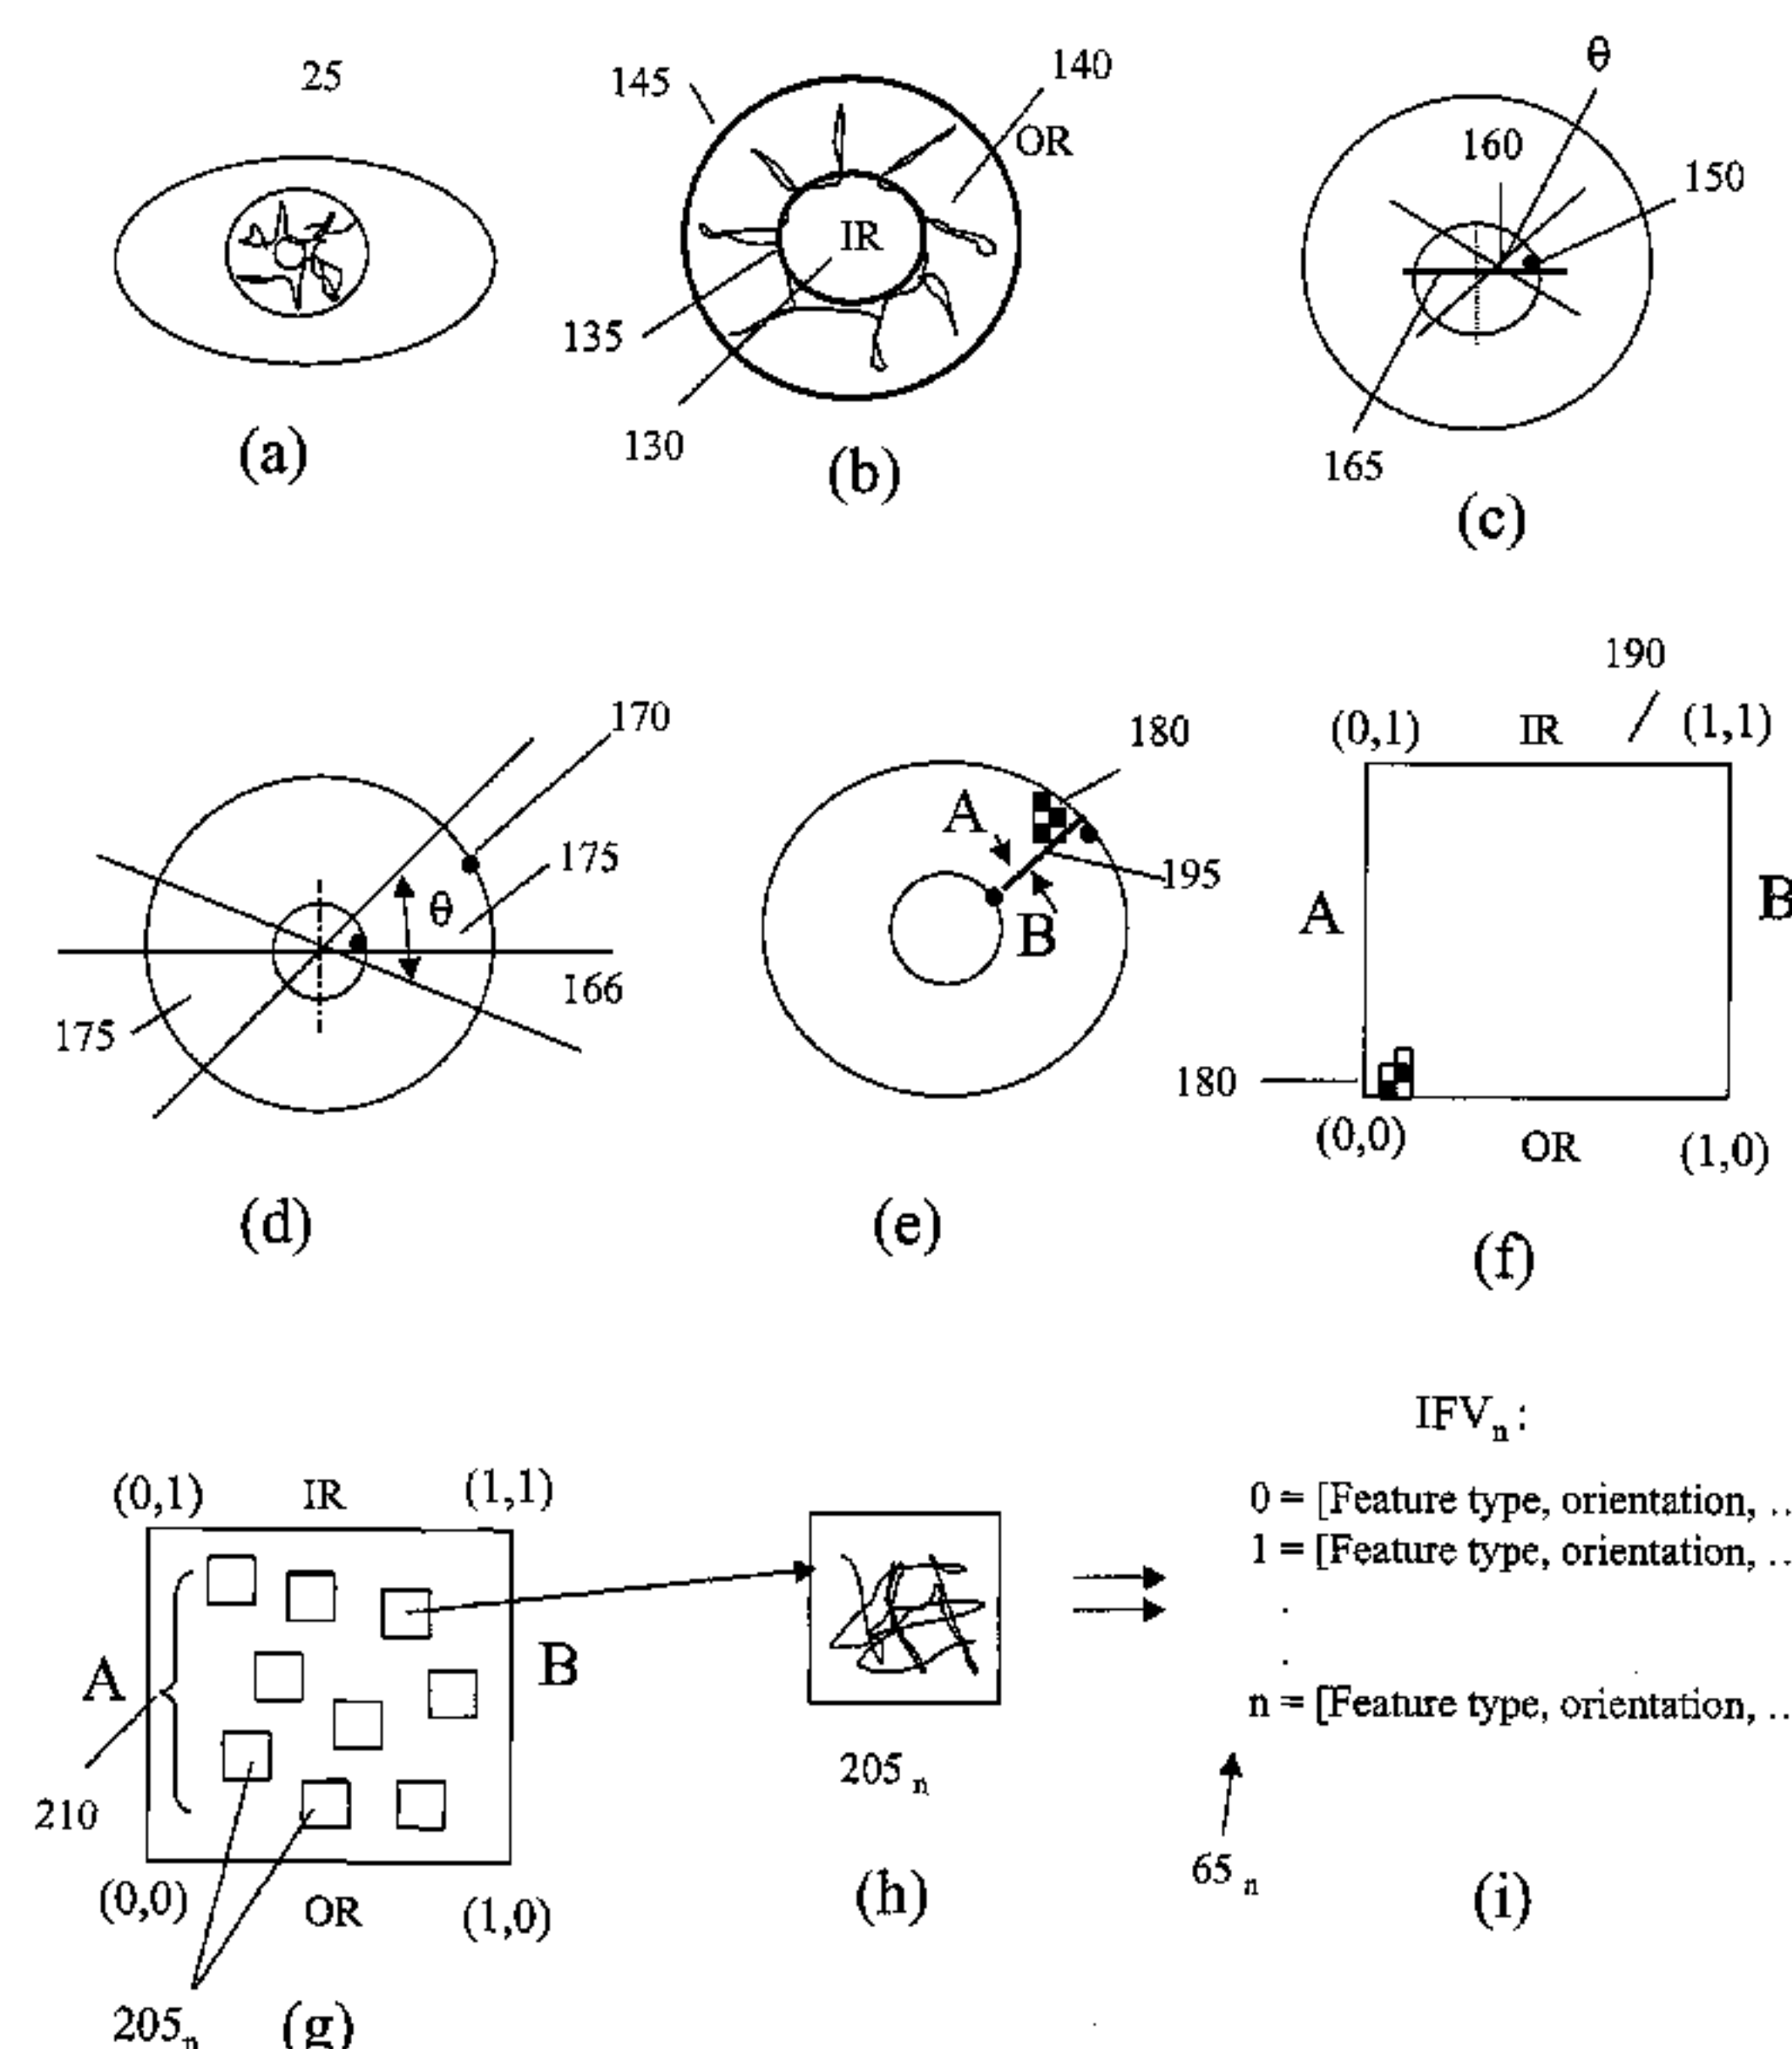 25
145
140
OR
IR
135
130
(a)
(b)
θ
160
150
165
(c)
170
175
θ
166
175
(d)
180
A
195
B
(e)
190
(0,1) IR (1,1)
A B
180
(0,0) OR (1,0)
(f)
(0,1) IR (1,1)
A B
210
(0,0) OR (1,0)
205n (g)
205 n
(h)
IFVn :
0 = [Feature type, orientation, ..
1 = [Feature type, orientation, ..
.
.
n = [Feature type, orientation, ..
65 n
(i)